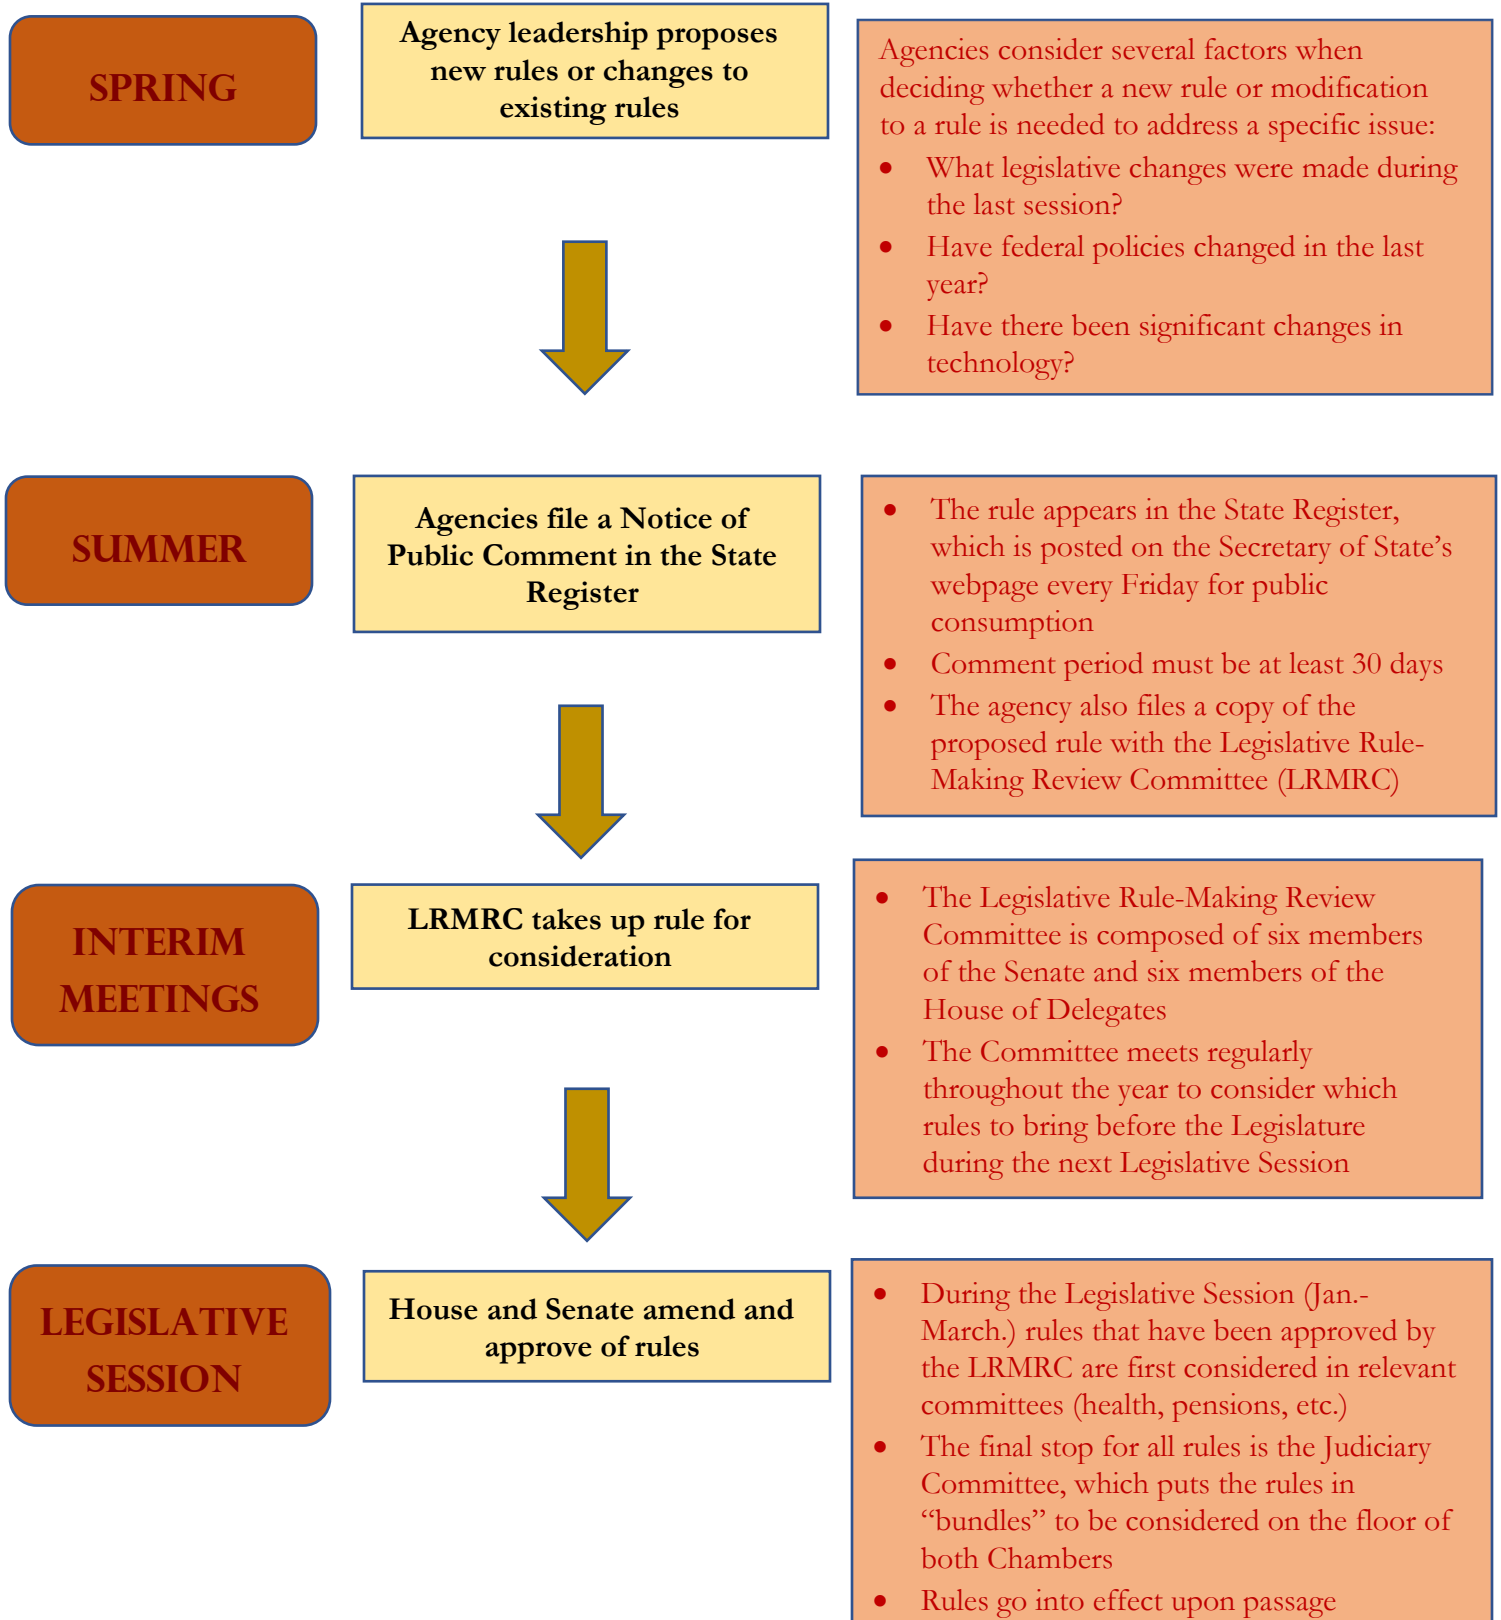 SPRING
Agency leadership proposes
new rules or changes to
existing rules
Agencies consider several factors when
deciding whether a new rule or modification
to a rule is needed to address a specific issue:
• What legislative changes were made during
the last session?
• Have federal policies changed in the last
year?
• Have there been significant changes in
technology?
SUMMER
Agencies file a Notice of
Public Comment in the State
Register
• The rule appears in the State Register,
which is posted on the Secretary of State’s
webpage every Friday for public
consumption
• Comment period must be at least 30 days
• The agency also files a copy of the
proposed rule with the Legislative Rule-
Making Review Committee (LRMRC)
INTERIM
MEETINGS
LRMRC takes up rule for
consideration
• The Legislative Rule-Making Review
Committee is composed of six members
of the Senate and six members of the
House of Delegates
• The Committee meets regularly
throughout the year to consider which
rules to bring before the Legislature
during the next Legislative Session
LEGISLATIVE
SESSION
House and Senate amend and
approve of rules
• During the Legislative Session (Jan.-
March.) rules that have been approved by
the LRMRC are first considered in relevant
committees (health, pensions, etc.)
• The final stop for all rules is the Judiciary
Committee, which puts the rules in
“bundles” to be considered on the floor of
both Chambers
• Rules go into effect upon passage